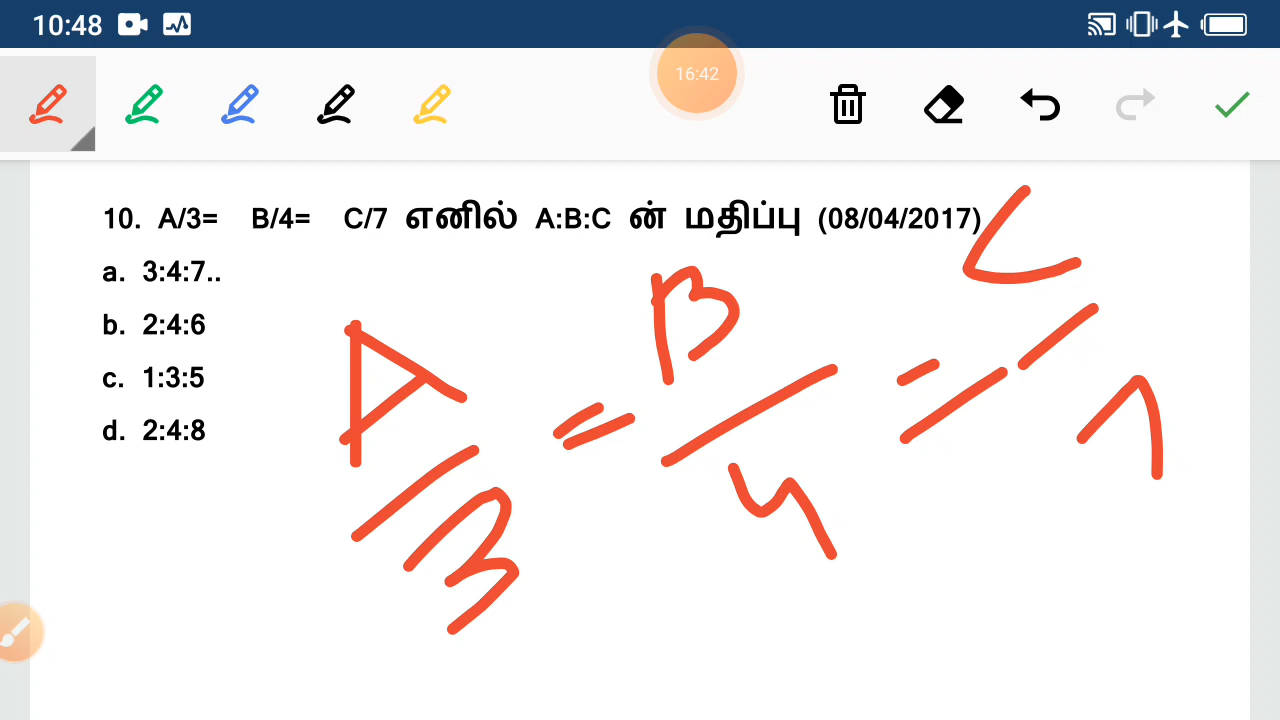 10:48
16:42
10. A/3= B/4= C/7 எனில் A:B:C ன் மதிப்பு (08/04/2017)
a. 3:4:7..
b. 2:4:6
c. 1:3:5
d. 2:4:8
A/3 = B/4 = C/7